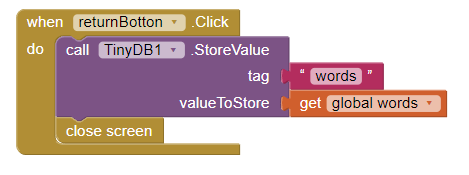 when returnBotton .Click
do call TinyDB1 .StoreValue
tag " words "
valueToStore get global words
close screen